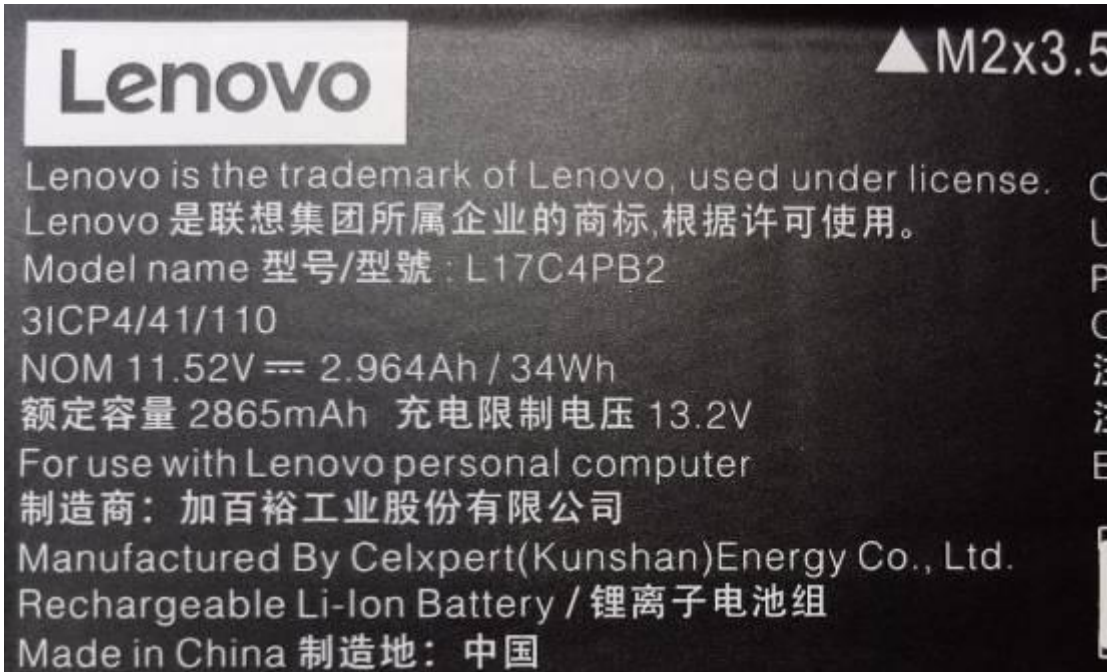 Lenovo
▲M2x3.5
Lenovo is the trademark of Lenovo, used under license.
Lenovo 是联想集团所属企业的商标,根据许可使用。
Model name 型号/型號 : L17C4PB2
3ICP4/41/110
NOM 11.52V ⎓ 2.964Ah / 34Wh
额定容量 2865mAh 充电限制电压 13.2V
For use with Lenovo personal computer
制造商：加百裕工业股份有限公司
Manufactured By Celxpert(Kunshan)Energy Co., Ltd.
Rechargeable Li-Ion Battery / 锂离子电池组
Made in China 制造地：中国